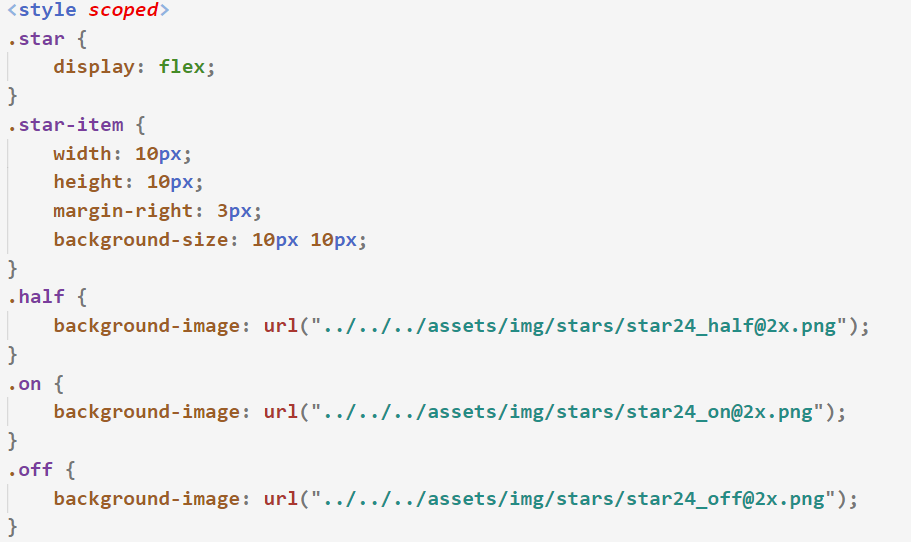 <style scoped>
.star {
    display: flex;
}
.star-item {
    width: 10px;
    height: 10px;
    margin-right: 3px;
    background-size: 10px 10px;
}
.half {
    background-image: url("../../../assets/img/stars/star24_half@2x.png");
}
.on {
    background-image: url("../../../assets/img/stars/star24_on@2x.png");
}
.off {
    background-image: url("../../../assets/img/stars/star24_off@2x.png");
}